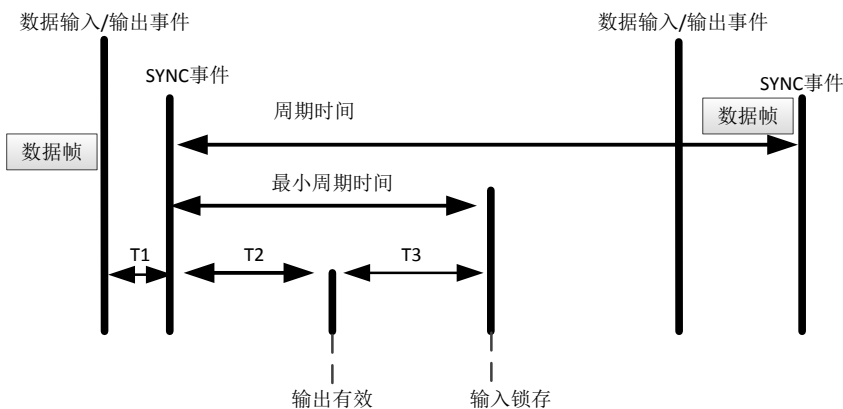 数据输入/输出事件
数据输入/输出事件
SYNC事件
SYNC事件
周期时间
数据帧
数据帧
最小周期时间
T1
T2
T3
输出有效
输入锁存